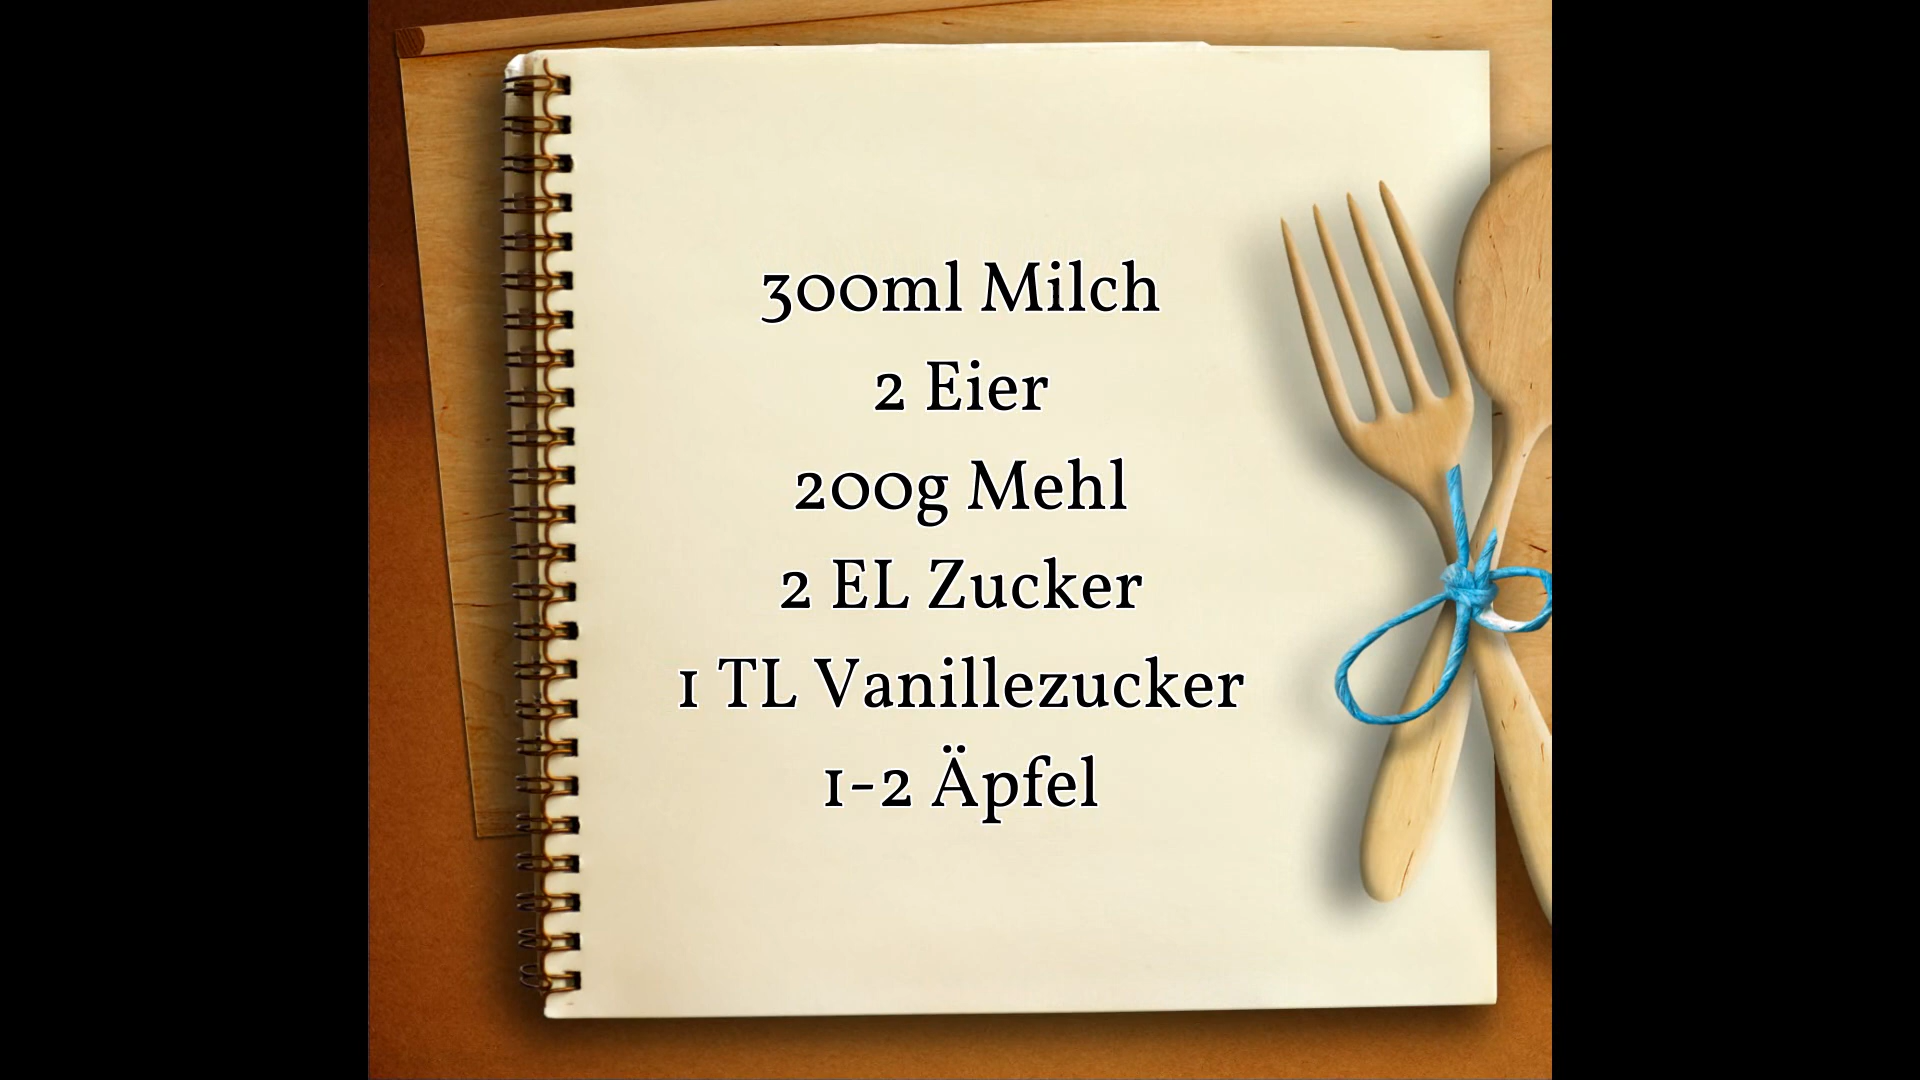 300ml Milch
2 Eier
200g Mehl
2 EL Zucker
1 TL Vanillezucker
1-2 Äpfel